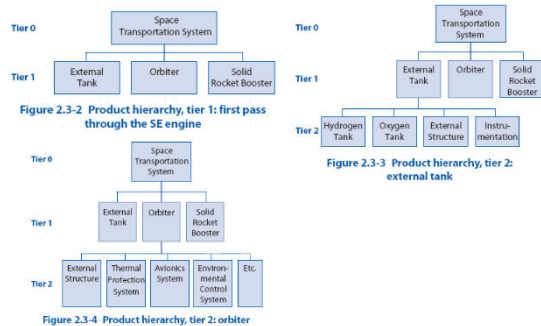 Tier 0
Space
Transportation System
Tier 1
External
Tank
Orbiter
Solid
Rocket Booster
Figure 2.3-2 Product hierarchy, tier 1: first pass
through the SE engine
Tier 0
Space
Transportation
System
Tier 1
External
Tank
Orbiter
Solid
Rocket
Booster
Tier 2
Hydrogen
Tank
Oxygen
Tank
External
Structure
Instru-
mentation
Figure 2.3-3 Product hierarchy, tier 2:
external tank
Tier 0
Space
Transportation
System
Tier 1
External
Tank
Orbiter
Solid
Rocket
Booster
Tier 2
External
Structure
Thermal
Protection
System
Avionics
System
Environ-
mental
Control
System
Etc.
Figure 2.3-4 Product hierarchy, tier 2: orbiter